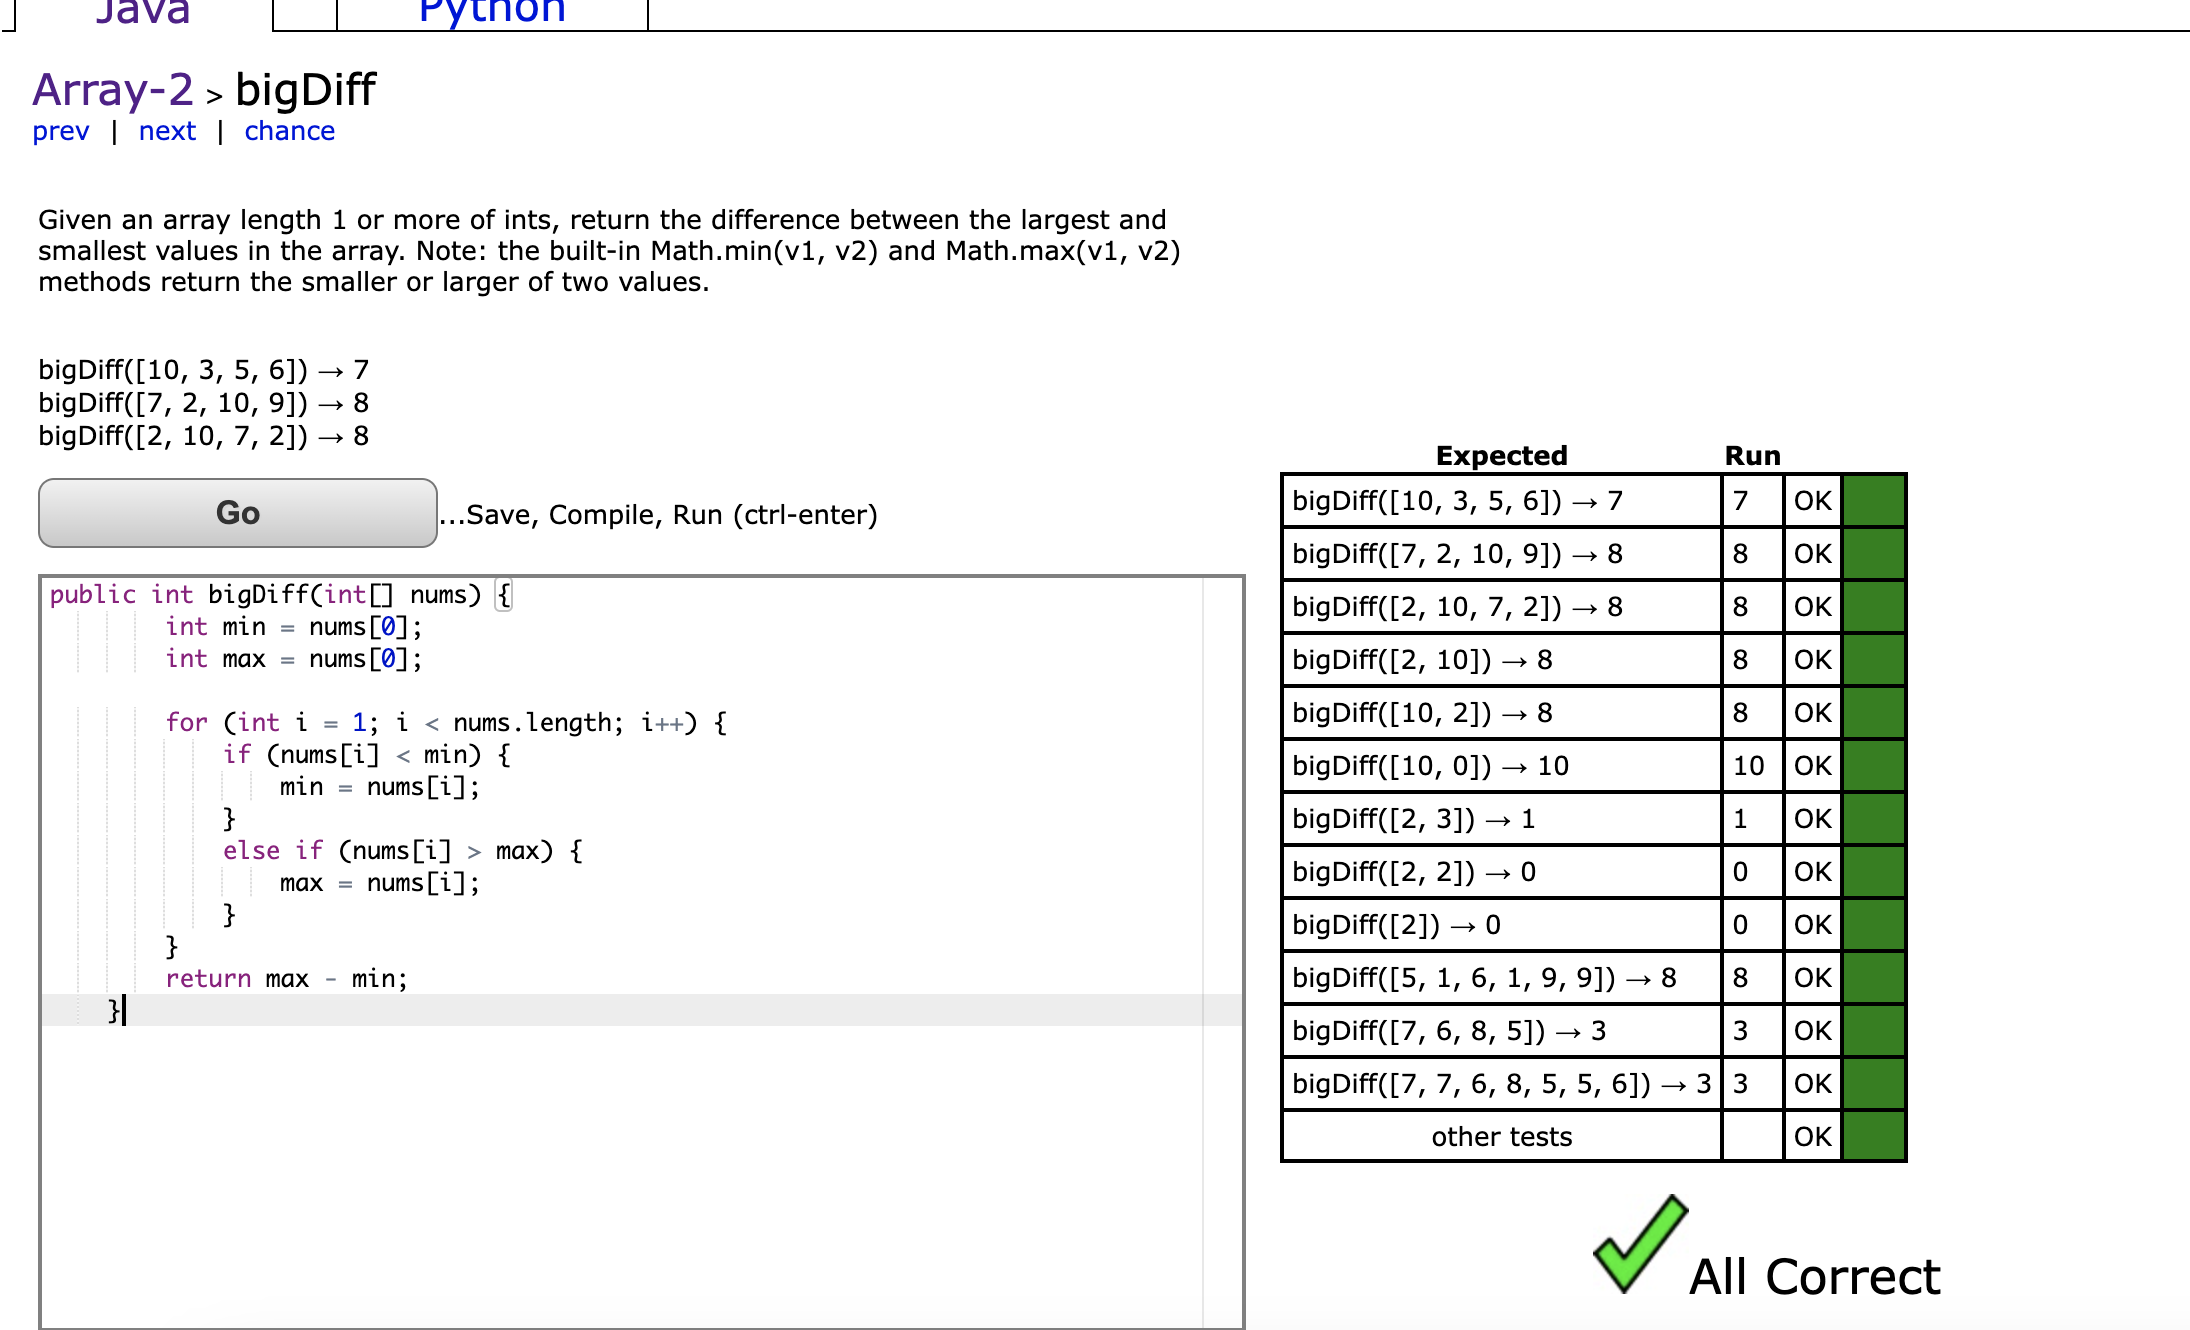 Java Python
Array-2 > bigDiff
prev | next | chance
Given an array length 1 or more of ints, return the difference between the largest and
smallest values in the array. Note: the built-in Math.min(v1, v2) and Math.max(v1, v2)
methods return the smaller or larger of two values.
bigDiff([10, 3, 5, 6]) → 7
bigDiff([7, 2, 10, 9]) → 8
bigDiff([2, 10, 7, 2]) → 8
Go ...Save, Compile, Run (ctrl-enter)
public int bigDiff(int[] nums) {
        int min = nums[0];
        int max = nums[0];
        for (int i = 1; i < nums.length; i++) {
            if (nums[i] < min) {
                min = nums[i];
            }
            else if (nums[i] > max) {
                max = nums[i];
            }
        }
        return max - min;
    }
Expected Run
bigDiff([10, 3, 5, 6]) → 7 7 OK
bigDiff([7, 2, 10, 9]) → 8 8 OK
bigDiff([2, 10, 7, 2]) → 8 8 OK
bigDiff([2, 10]) → 8 8 OK
bigDiff([10, 2]) → 8 8 OK
bigDiff([10, 0]) → 10 10 OK
bigDiff([2, 3]) → 1 1 OK
bigDiff([2, 2]) → 0 0 OK
bigDiff([2]) → 0 0 OK
bigDiff([5, 1, 6, 1, 9, 9]) → 8 8 OK
bigDiff([7, 6, 8, 5]) → 3 3 OK
bigDiff([7, 7, 6, 8, 5, 5, 6]) → 3 3 OK
other tests OK
All Correct